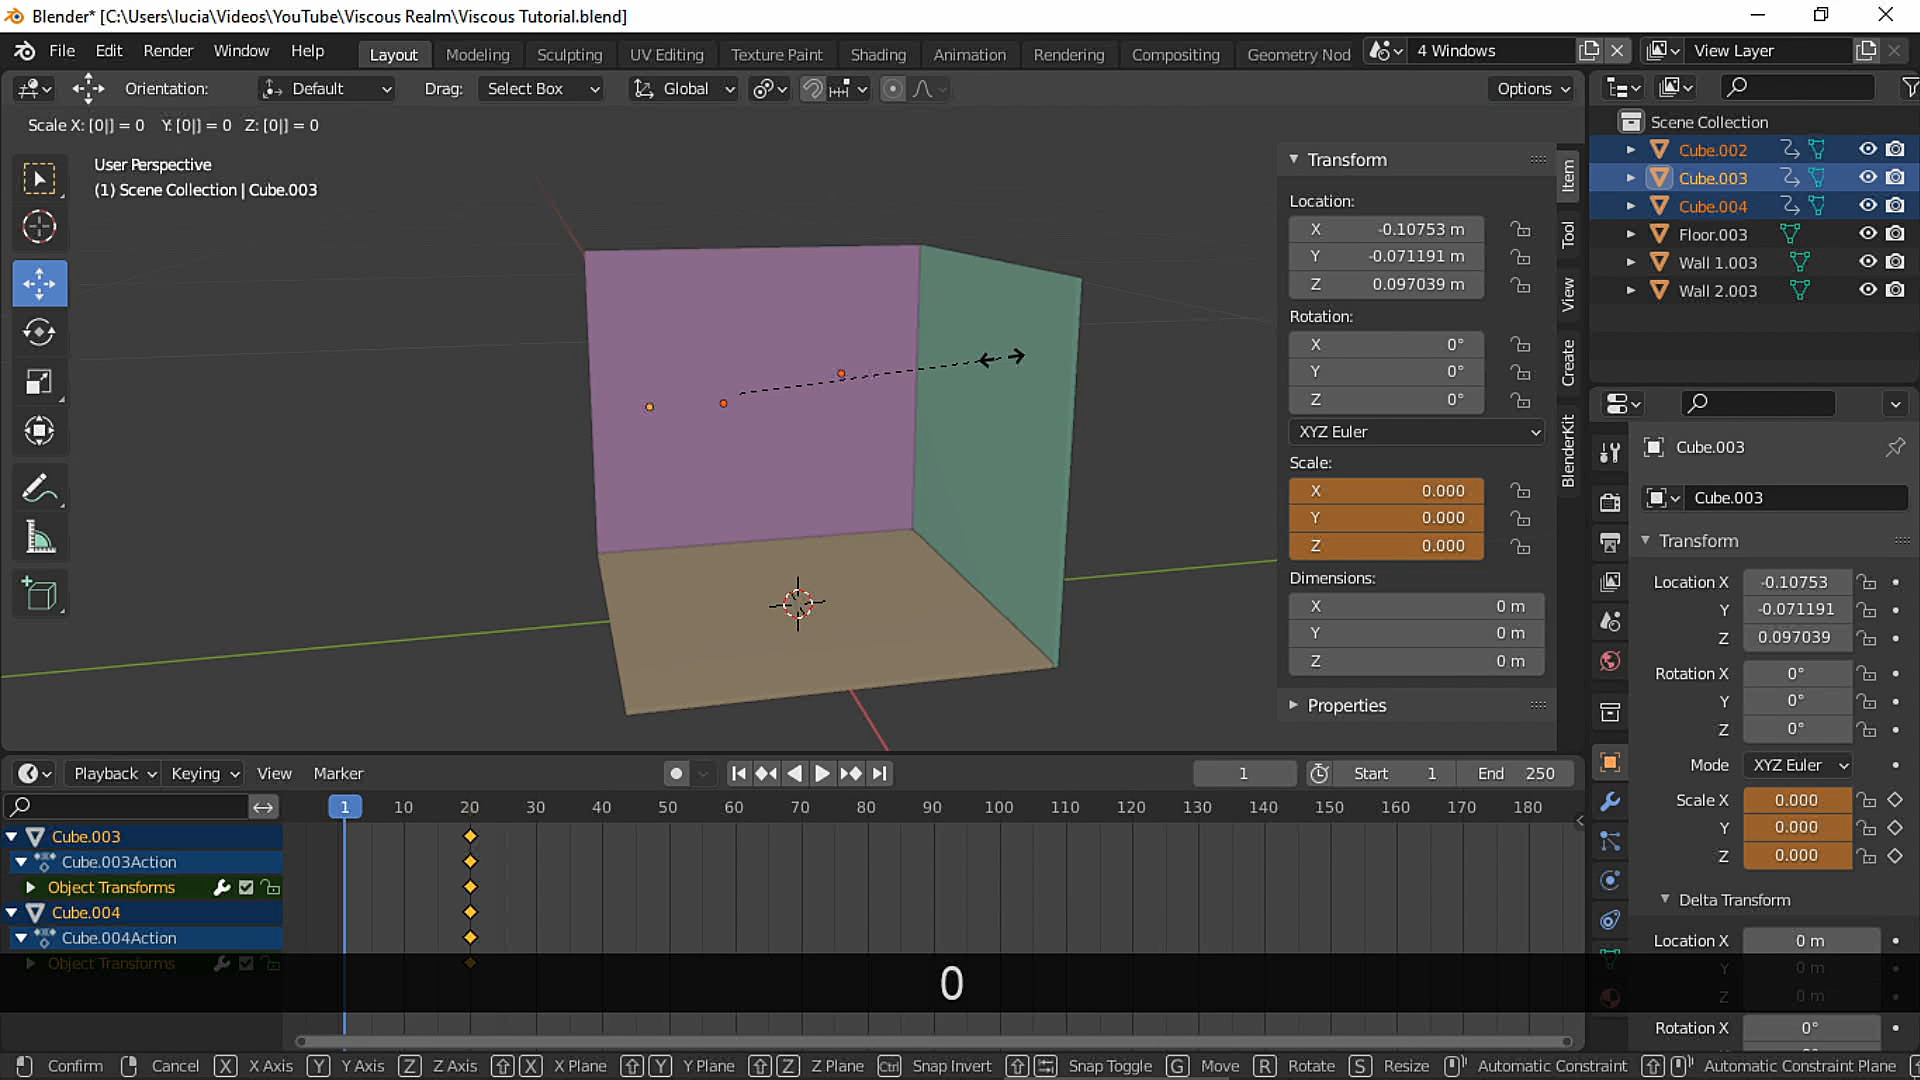 Blender* [C:\Users\lucia\Videos\YouTube\Viscous Realm\Viscous Tutorial.blend]
File Edit Render Window Help Layout Modeling Sculpting UV Editing Texture Paint Shading Animation Rendering Compositing Geometry Nod 4 Windows View Layer
Orientation: Default Drag: Select Box Global Options
Scale X: [0|] = 0 Y: [0|] = 0 Z: [0|] = 0
User Perspective
(1) Scene Collection | Cube.003
Transform
Location:
X -0.10753 m
Y -0.071191 m
Z 0.097039 m
Rotation:
X 0°
Y 0°
Z 0°
XYZ Euler
Scale:
X 0.000
Y 0.000
Z 0.000
Dimensions:
X 0 m
Y 0 m
Z 0 m
Properties
Item
Tool
View
Create
BlenderKit
Scene Collection
Cube.002
Cube.003
Cube.004
Floor.003
Wall 1.003
Wall 2.003
Cube.003
Cube.003
Transform
Location X -0.10753
Y -0.071191
Z 0.097039
Rotation X 0°
Y 0°
Z 0°
Mode XYZ Euler
Scale X 0.000
Y 0.000
Z 0.000
Delta Transform
Location X 0 m
Y 0 m
Z 0 m
Rotation X 0°
Playback Keying View Marker 1 Start 1 End 250
1 10 20 30 40 50 60 70 80 90 100 110 120 130 140 150 160 170 180
Cube.003
Cube.003Action
Object Transforms
Cube.004
Cube.004Action
Object Transforms
0
Confirm Cancel X X Axis Y Y Axis Z Z Axis X X Plane Y Y Plane Z Z Plane Ctrl Snap Invert Snap Toggle G Move R Rotate S Resize Automatic Constraint Automatic Constraint Plane